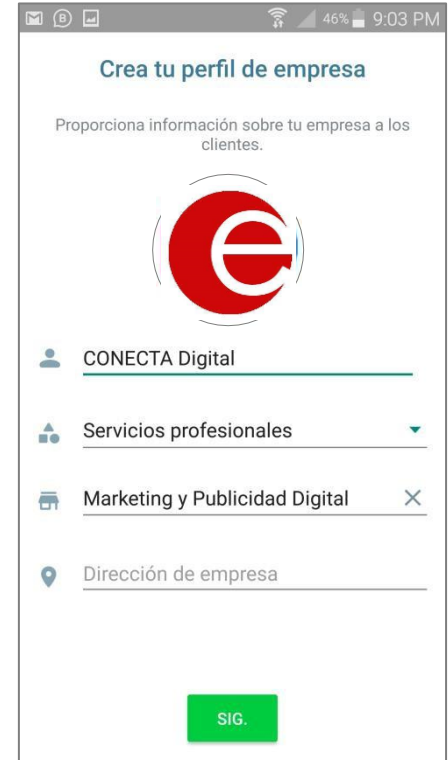 46% 9:03 PM
Crea tu perfil de empresa
Proporciona información sobre tu empresa a los
clientes.
e
CONECTA Digital
Servicios profesionales
Marketing y Publicidad Digital
Dirección de empresa
SIG.